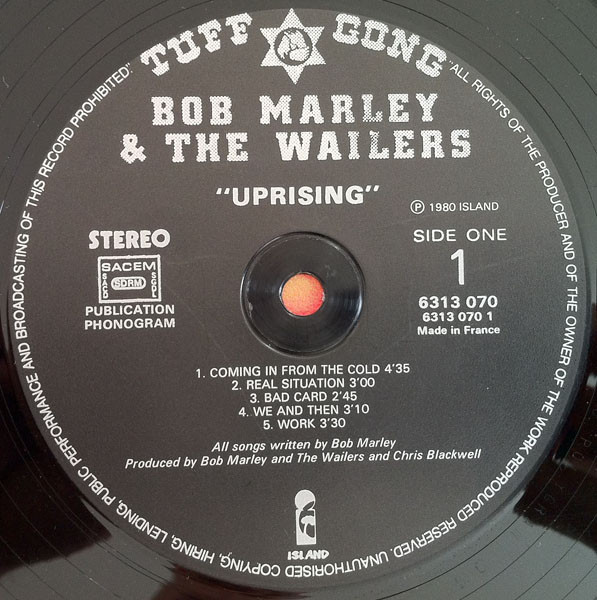 TUFF GONG
BOB MARLEY
& THE WAILERS
"UPRISING"
℗ 1980 ISLAND
STEREO
SIDE ONE
1
SACEM
SACD SDRM SGDL
PUBLICATION
PHONOGRAM
6313 070
6313 070 1
Made in France
1. COMING IN FROM THE COLD 4'35
2. REAL SITUATION 3'00
3. BAD CARD 2'45
4. WE AND THEN 3'10
5. WORK 3'30
All songs written by Bob Marley
Produced by Bob Marley and The Wailers and Chris Blackwell
ISLAND
"ALL RIGHTS OF THE PRODUCER AND OF THE OWNER OF THE WORK REPRODUCED RESERVED. UNAUTHORISED COPYING, HIRING, LENDING, PUBLIC PERFORMANCE AND BROADCASTING OF THIS RECORD PROHIBITED."